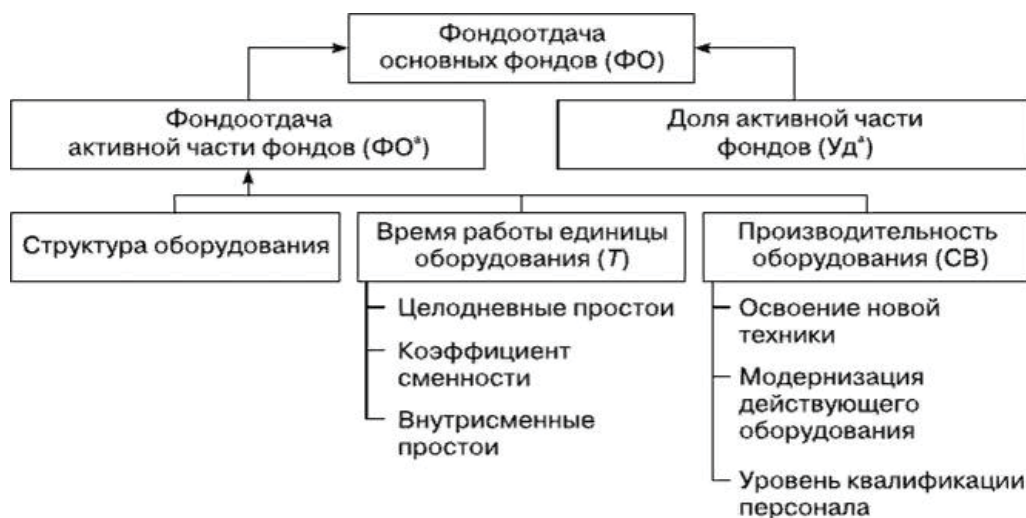 Фондоотдача
основных фондов (ФО)
Фондоотдача
активной части фондов (ФОª)
Доля активной части
фондов (Удª)
Структура оборудования
Время работы единицы
оборудования (Т)
Целодневные простои
Коэффициент
сменности
Внутрисменные
простои
Производительность
оборудования (СВ)
Освоение новой
техники
Модернизация
действующего
оборудования
Уровень квалификации
персонала